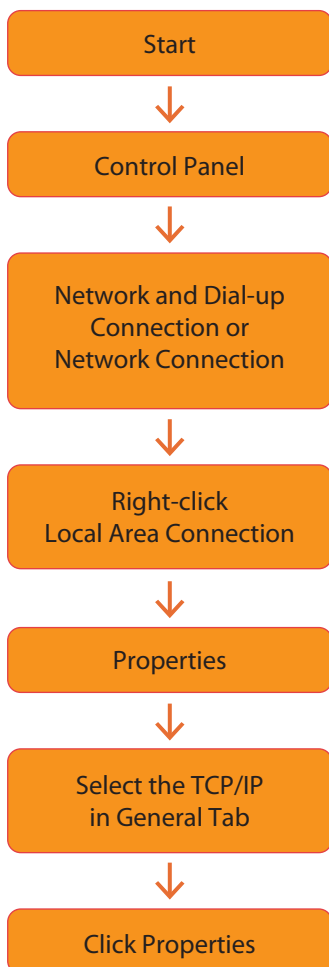 Start
Control Panel
Network and Dial-up
Connection or
Network Connection
Right-click
Local Area Connection
Properties
Select the TCP/IP
in General Tab
Click Properties